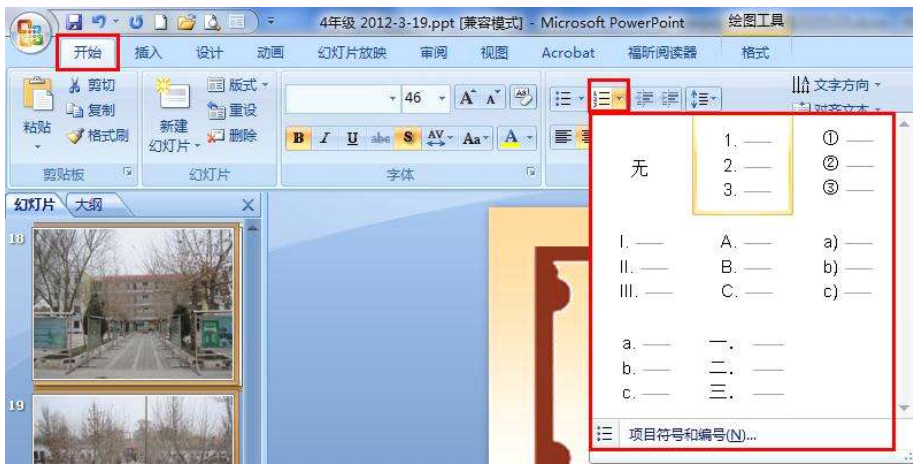 4年级 2012-3-19.ppt [兼容模式] - Microsoft PowerPoint 绘图工具
开始 插入 设计 动画 幻灯片放映 审阅 视图 Acrobat 福昕阅读器 格式
粘贴 剪切 复制 格式刷
剪贴板
新建幻灯片 版式 重设 删除
幻灯片
46 A A
B I U abc S AV Aa A
字体
文字方向
对齐文本
幻灯片 大纲
18
19
无
1.
2.
3.
①
②
③
I.
II.
III.
A.
B.
C.
a)
b)
c)
a.
b.
c.
一.
二.
三.
项目符号和编号(N)...